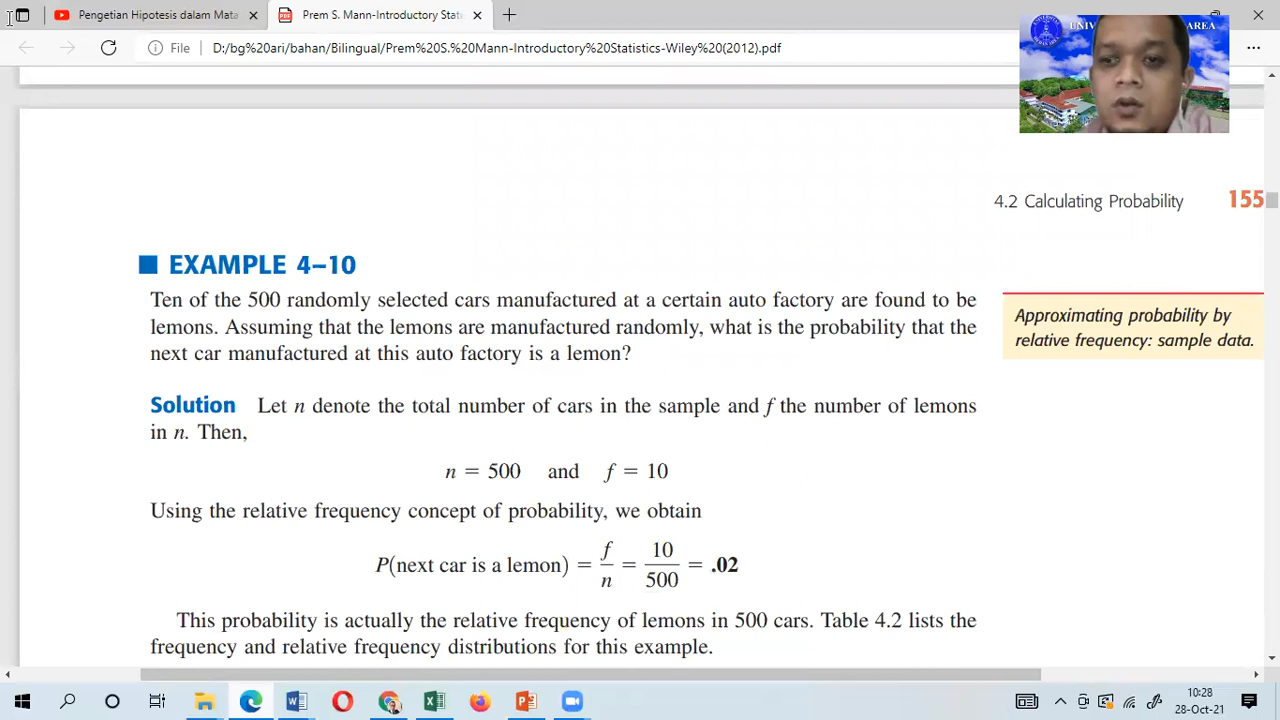 Pengetian Hipotesis dalam Mata
Prem S. Mann-Introductory Stat
File
D:/bg%20ari/bahan/Bilingual/Prem%20S.%20Mann-Introductory%20Statistics-Wiley%20(2012).pdf
UNIV
AREA
4.2 Calculating Probability 155
EXAMPLE 4–10
Ten of the 500 randomly selected cars manufactured at a certain auto factory are found to be
lemons. Assuming that the lemons are manufactured randomly, what is the probability that the
next car manufactured at this auto factory is a lemon?
Approximating probability by
relative frequency: sample data.
Solution Let n denote the total number of cars in the sample and f the number of lemons
in n. Then,
n = 500 and f = 10
Using the relative frequency concept of probability, we obtain
P(next car is a lemon) = f/n = 10/500 = .02
This probability is actually the relative frequency of lemons in 500 cars. Table 4.2 lists the
frequency and relative frequency distributions for this example.
10:28
28-Oct-21